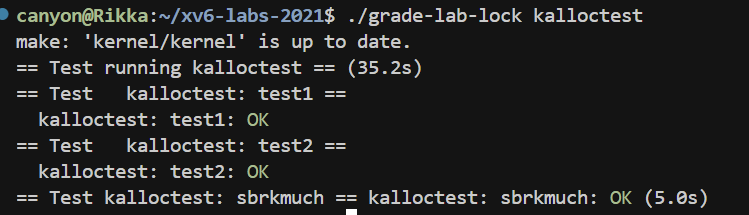 canyon@Rikka:~/xv6-labs-2021$ ./grade-lab-lock kalloctest
make: 'kernel/kernel' is up to date.
== Test running kalloctest == (35.2s)
== Test   kalloctest: test1 ==
  kalloctest: test1: OK
== Test   kalloctest: test2 ==
  kalloctest: test2: OK
== Test kalloctest: sbrkmuch == kalloctest: sbrkmuch: OK (5.0s)